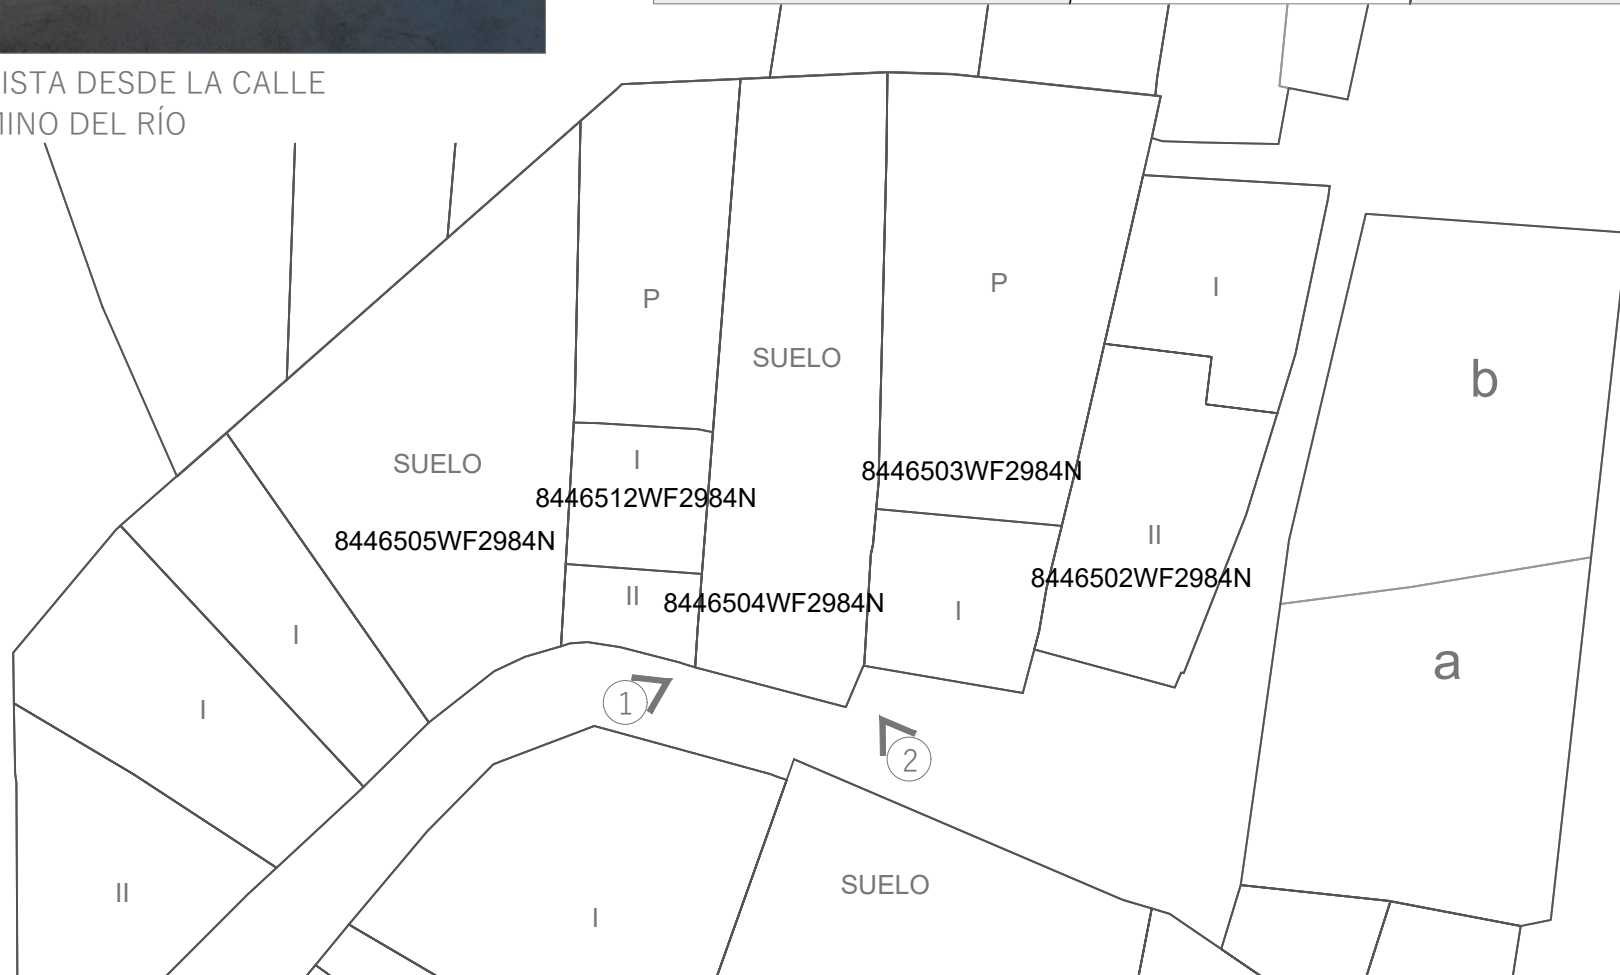 ISTA DESDE LA CALLE
MINO DEL RÍO
P
P
I
SUELO
b
SUELO
I
8446503WF2984N
8446512WF2984N
8446505WF2984N
II
8446502WF2984N
II
8446504WF2984N
I
I
a
I
1
2
SUELO
II
I